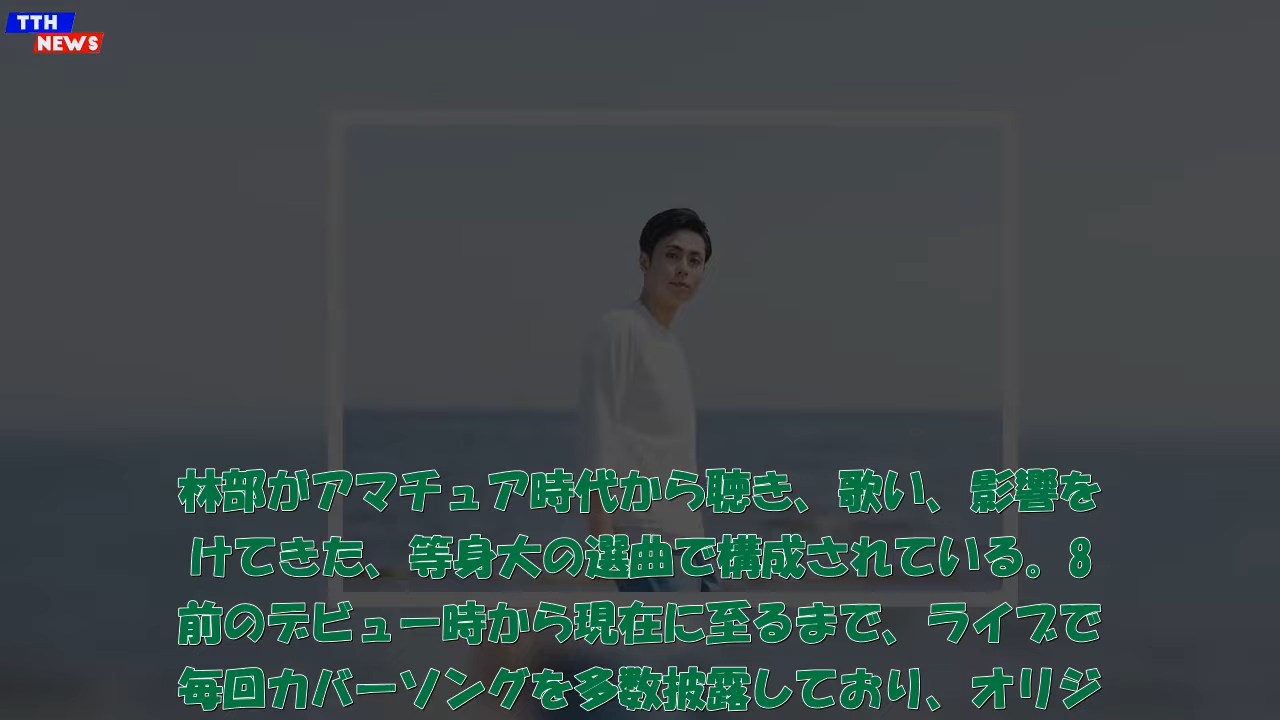 TTH
NEWS
林部がアマチュア時代から聴き、歌い、影響を
けてきた、等身大の選曲で構成されている。8
前のデビュー時から現在に至るまで、ライブで
毎回カバーソングを多数披露しており、オリジ